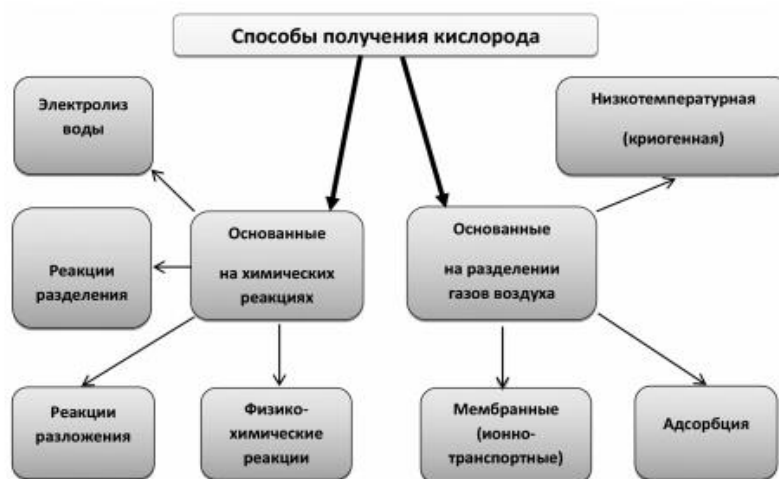 Способы получения кислорода
Электролиз
воды
Низкотемпературная
(криогенная)
Реакции
разделения
Основанные
на химических
реакциях
Основанные
на разделении
газов воздуха
Реакции
разложения
Физико-
химические
реакции
Мембранные
(ионно-
транспортные)
Адсорбция